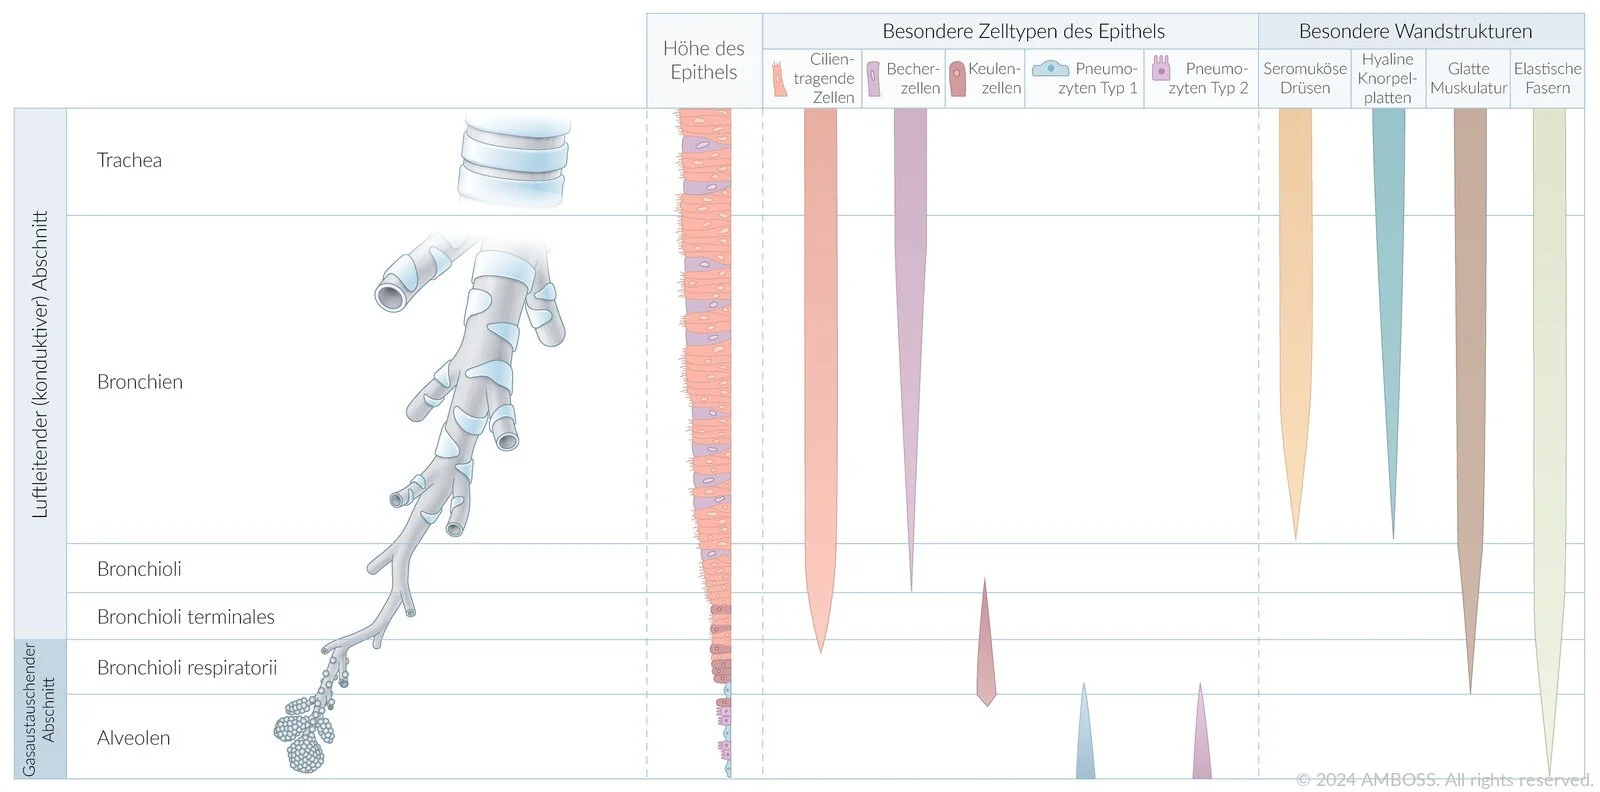 Höhe des
Epithels
Besondere Zelltypen des Epithels
Besondere Wandstrukturen
Cilien-
tragende
Zellen
Becher-
zellen
Keulen-
zellen
Pneumo-
zyten Typ 1
Pneumo-
zyten Typ 2
Seromuköse
Drüsen
Hyaline
Knorpel-
platten
Glatte
Muskulatur
Elastische
Fasern
Luftleitender (konduktiver) Abschnitt
Trachea
Bronchien
Bronchioli
Bronchioli terminales
Gasaustauschender
Abschnitt
Bronchioli respiratorii
Alveolen
© 2024 AMBOSS. All rights reserved.